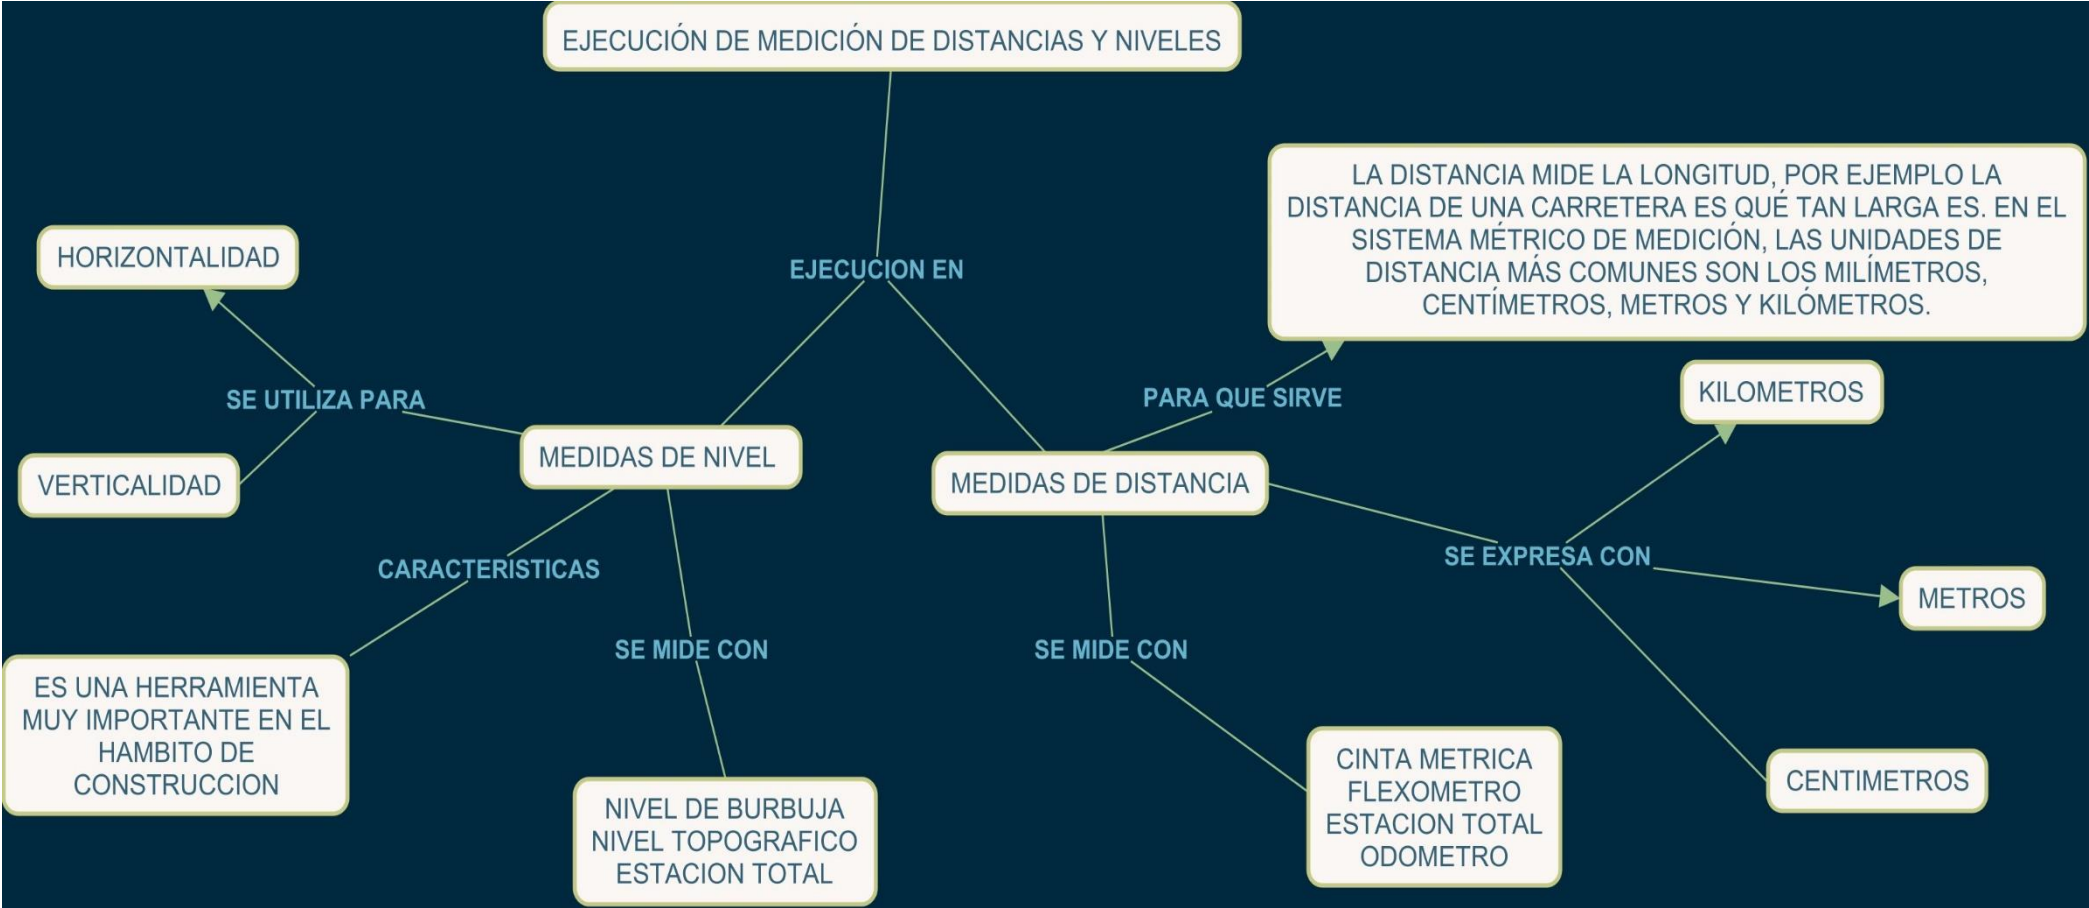 EJECUCIÓN DE MEDICIÓN DE DISTANCIAS Y NIVELES
EJECUCION EN
LA DISTANCIA MIDE LA LONGITUD, POR EJEMPLO LA
DISTANCIA DE UNA CARRETERA ES QUÉ TAN LARGA ES. EN EL
SISTEMA MÉTRICO DE MEDICIÓN, LAS UNIDADES DE
DISTANCIA MÁS COMUNES SON LOS MILÍMETROS,
CENTÍMETROS, METROS Y KILÓMETROS.
HORIZONTALIDAD
SE UTILIZA PARA
VERTICALIDAD
MEDIDAS DE NIVEL
CARACTERISTICAS
ES UNA HERRAMIENTA
MUY IMPORTANTE EN EL
HAMBITO DE
CONSTRUCCION
SE MIDE CON
NIVEL DE BURBUJA
NIVEL TOPOGRAFICO
ESTACION TOTAL
PARA QUE SIRVE
MEDIDAS DE DISTANCIA
SE MIDE CON
CINTA METRICA
FLEXOMETRO
ESTACION TOTAL
ODOMETRO
SE EXPRESA CON
KILOMETROS
METROS
CENTIMETROS